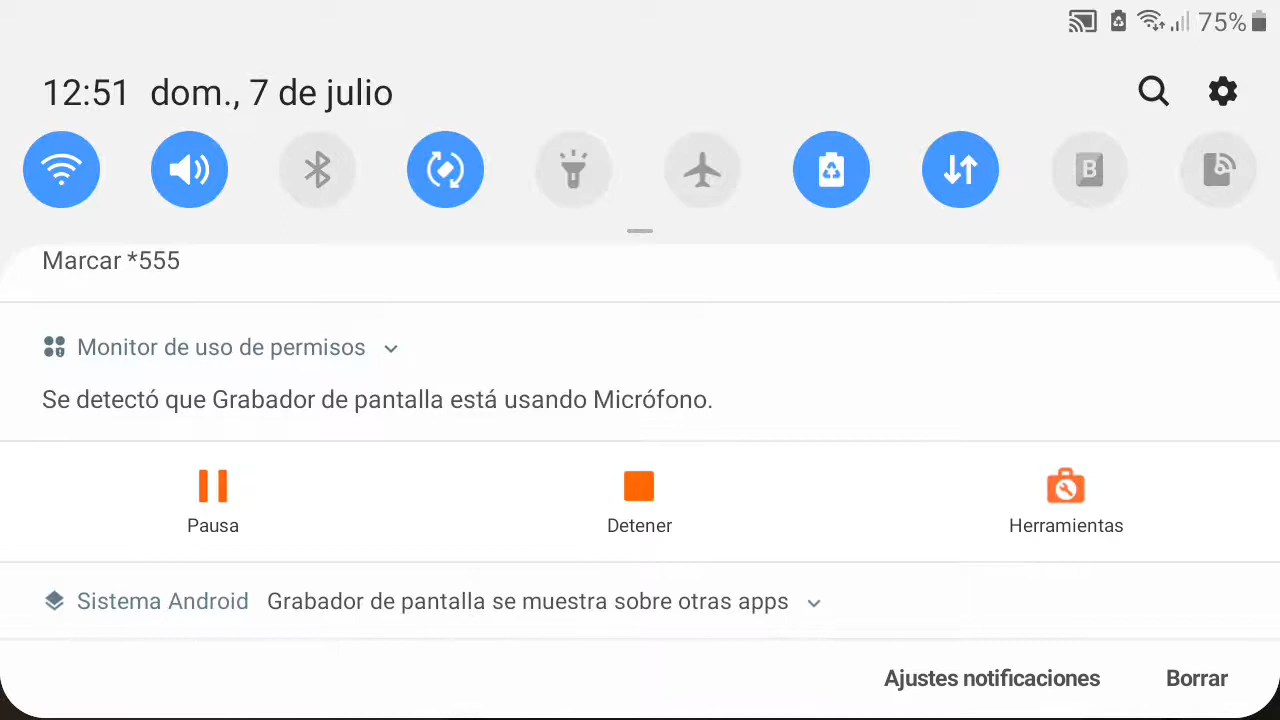 75%
12:51 dom., 7 de julio
B
Marcar *555
Monitor de uso de permisos
Se detectó que Grabador de pantalla está usando Micrófono.
Pausa Detener Herramientas
Sistema Android Grabador de pantalla se muestra sobre otras apps
Ajustes notificaciones Borrar